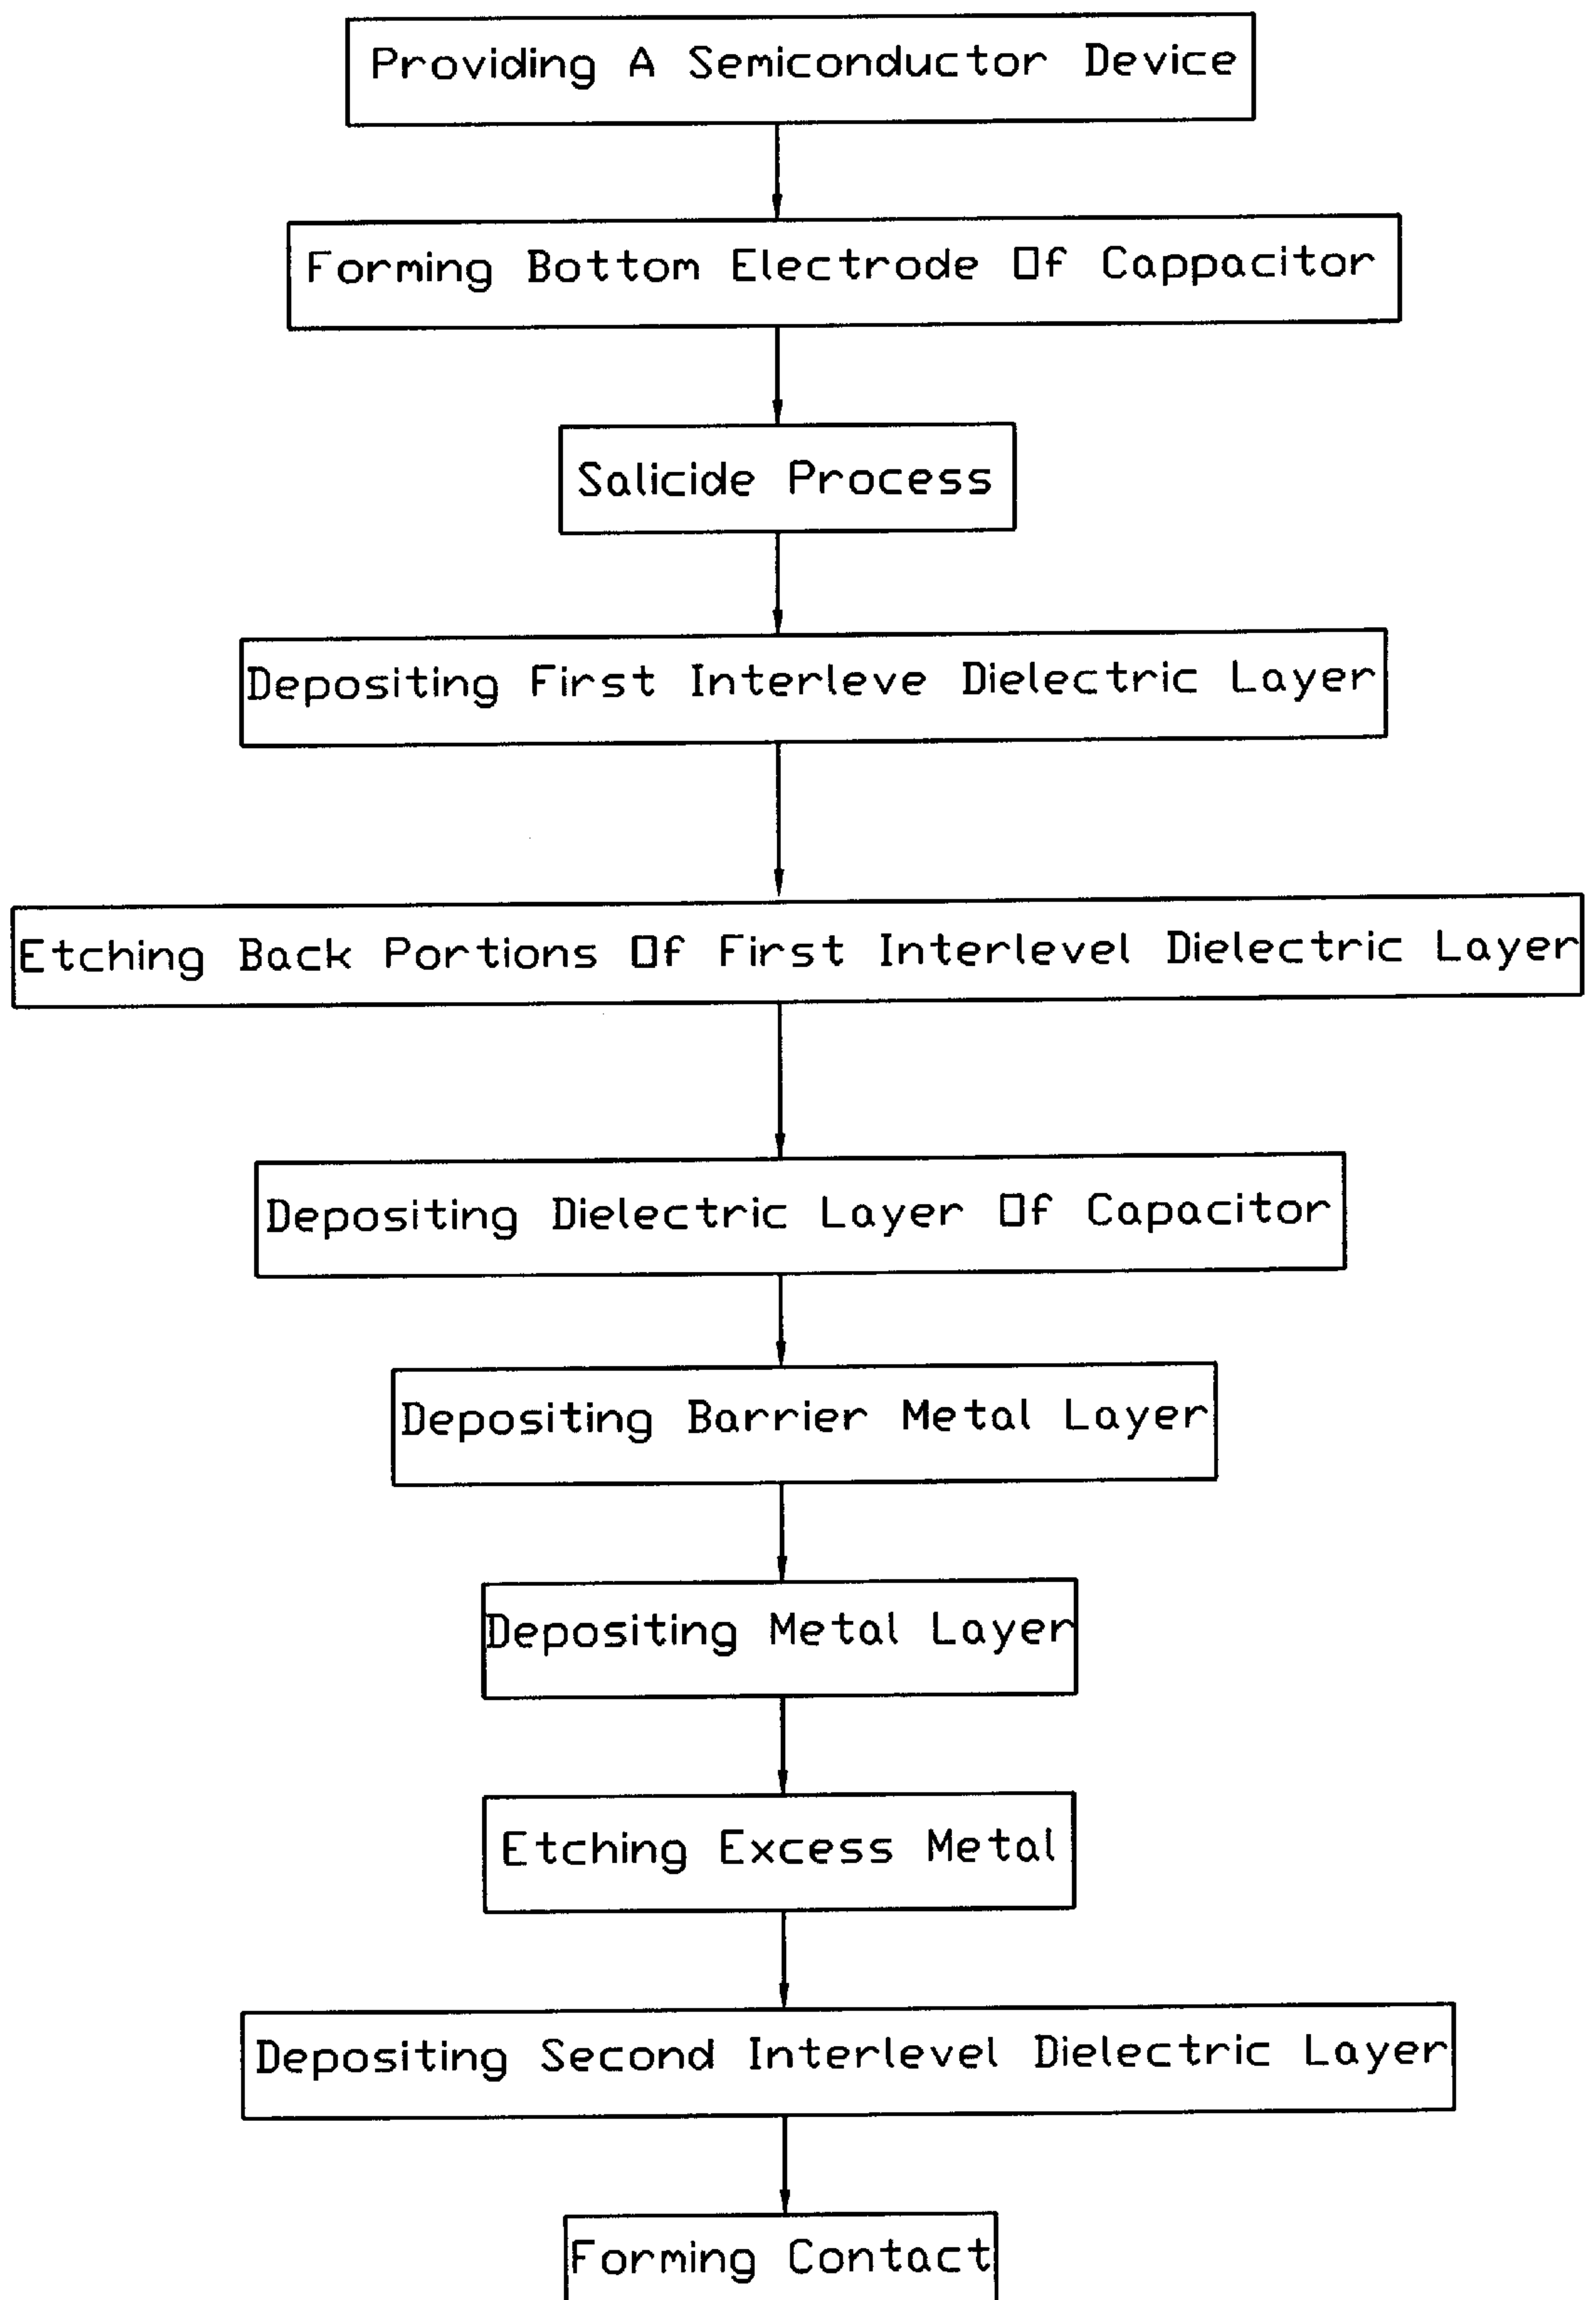 Providing A Semiconductor Device
Forming Bottom Electrode Of Cappacitor
Salicide Process
Depositing First Interleve Dielectric Layer
Etching Back Portions Of First Interlevel Dielectric Layer
Depositing Dielectric Layer Of Capacitor
Depositing Barrier Metal Layer
Depositing Metal Layer
Etching Excess Metal
Depositing Second Interlevel Dielectric Layer
Forming Contact